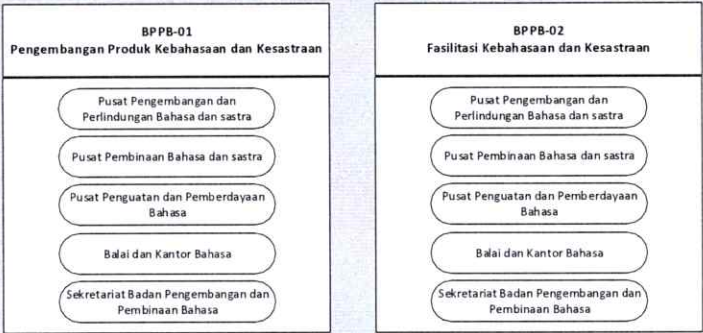 BPPB-01
Pengembangan Produk Kebahasaan dan Kesastraan
Pusat Pengembangan dan
Perlindungan Bahasa dan sastra
Pusat Pembinaan Bahasa dan sastra
Pusat Penguatan dan Pemberdayaan
Bahasa
Balai dan Kantor Bahasa
Sekretariat Badan Pengembangan dan
Pembinaan Bahasa
BPPB-02
Fasilitasi Kebahasaan dan Kesastraan
Pusat Pengembangan dan
Perlindungan Bahasa dan sastra
Pusat Pembinaan Bahasa dan sastra
Pusat Penguatan dan Pemberdayaan
Bahasa
Balai dan Kantor Bahasa
Sekretariat Badan Pengembangan dan
Pembinaan Bahasa